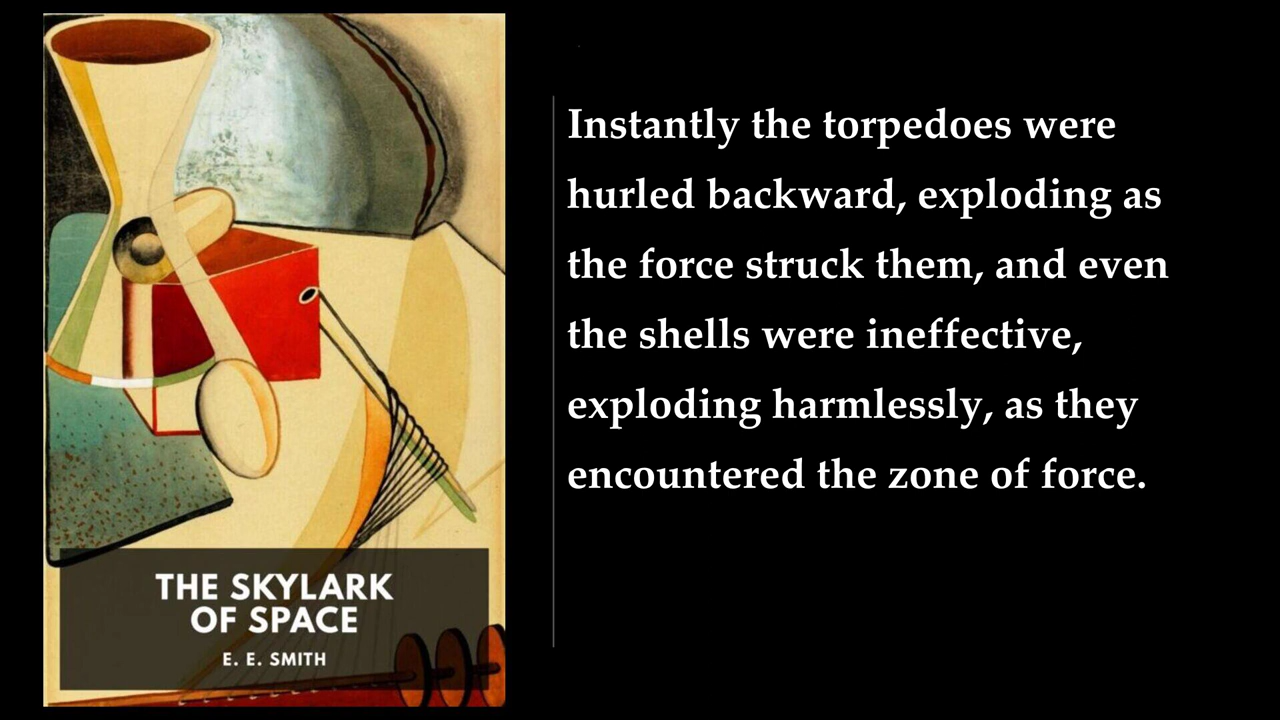 THE SKYLARK
OF SPACE
E. E. SMITH
Instantly the torpedoes were
hurled backward, exploding as
the force struck them, and even
the shells were ineffective,
exploding harmlessly, as they
encountered the zone of force.